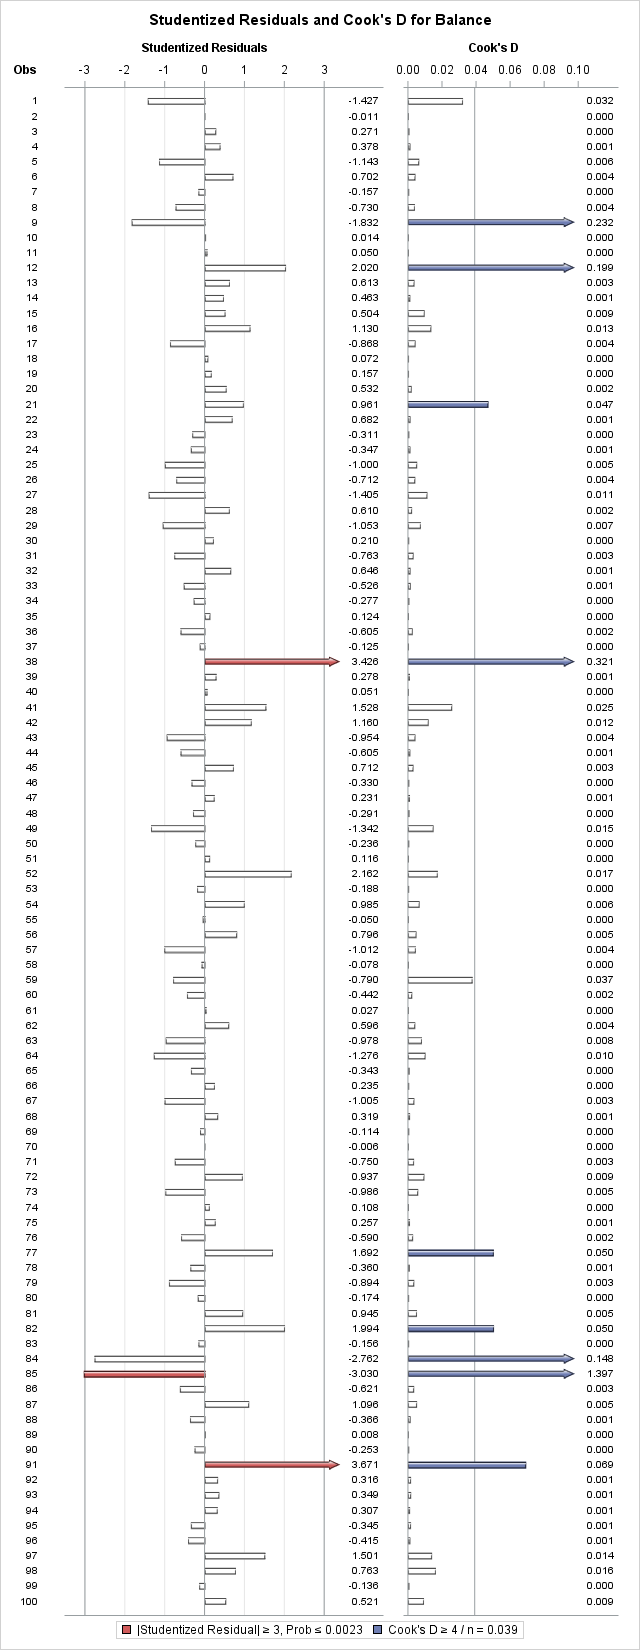 Studentized Residuals and Cook's D for Balance
Studentized Residuals Cook's D
Obs -3 -2 -1 0 1 2 3 0.00 0.02 0.04 0.06 0.08 0.10
1 -1.427 0.032
2 -0.011 0.000
3 0.271 0.000
4 0.378 0.001
5 -1.143 0.006
6 0.702 0.004
7 -0.157 0.000
8 -0.730 0.004
9 -1.832 0.232
10 0.014 0.000
11 0.050 0.000
12 2.020 0.199
13 0.613 0.003
14 0.463 0.001
15 0.504 0.009
16 1.130 0.013
17 -0.868 0.004
18 0.072 0.000
19 0.157 0.000
20 0.532 0.002
21 0.961 0.047
22 0.682 0.001
23 -0.311 0.000
24 -0.347 0.001
25 -1.000 0.005
26 -0.712 0.004
27 -1.405 0.011
28 0.610 0.002
29 -1.053 0.007
30 0.210 0.000
31 -0.763 0.003
32 0.646 0.001
33 -0.526 0.001
34 -0.277 0.000
35 0.124 0.000
36 -0.605 0.002
37 -0.125 0.000
38 3.426 0.321
39 0.278 0.001
40 0.051 0.000
41 1.528 0.025
42 1.160 0.012
43 -0.954 0.004
44 -0.605 0.001
45 0.712 0.003
46 -0.330 0.000
47 0.231 0.001
48 -0.291 0.000
49 -1.342 0.015
50 -0.236 0.000
51 0.116 0.000
52 2.162 0.017
53 -0.188 0.000
54 0.985 0.006
55 -0.050 0.000
56 0.796 0.005
57 -1.012 0.004
58 -0.078 0.000
59 -0.790 0.037
60 -0.442 0.002
61 0.027 0.000
62 0.596 0.004
63 -0.978 0.008
64 -1.276 0.010
65 -0.343 0.000
66 0.235 0.000
67 -1.005 0.003
68 0.319 0.001
69 -0.114 0.000
70 -0.006 0.000
71 -0.750 0.003
72 0.937 0.009
73 -0.986 0.005
74 0.108 0.000
75 0.257 0.001
76 -0.590 0.002
77 1.692 0.050
78 -0.360 0.001
79 -0.894 0.003
80 -0.174 0.000
81 0.945 0.005
82 1.994 0.050
83 -0.156 0.000
84 -2.762 0.148
85 -3.030 1.397
86 -0.621 0.003
87 1.096 0.005
88 -0.366 0.001
89 0.008 0.000
90 -0.253 0.000
91 3.671 0.069
92 0.316 0.001
93 0.349 0.001
94 0.307 0.001
95 -0.345 0.001
96 -0.415 0.001
97 1.501 0.014
98 0.763 0.016
99 -0.136 0.000
100 0.521 0.009
|Studentized Residual| ≥ 3, Prob ≤ 0.0023 Cook's D ≥ 4 / n = 0.039